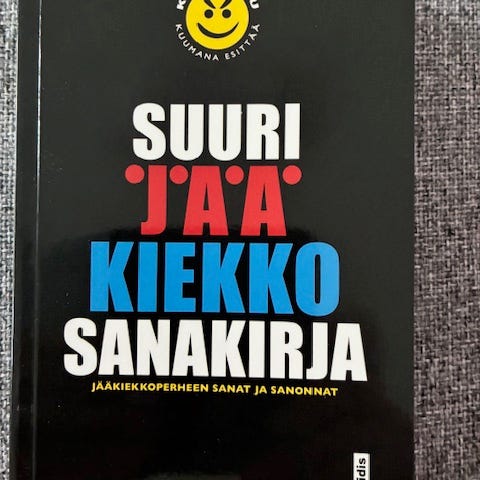 KUUMANA ESITTÄÄ
SUURI
JÄÄ
KIEKKO
SANAKIRJA
JÄÄKIEKKOPERHEEN SANAT JA SANONNAT